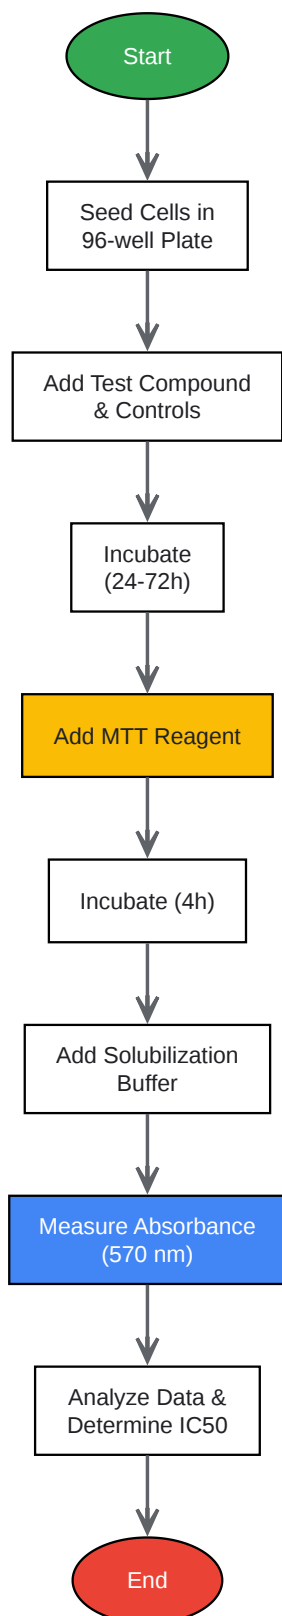 Start
Seed Cells in
96-well Plate
Add Test Compound
& Controls
Incubate
(24-72h)
Add MTT Reagent
Incubate (4h)
Add Solubilization
Buffer
Measure Absorbance
(570 nm)
Analyze Data &
Determine IC50
End